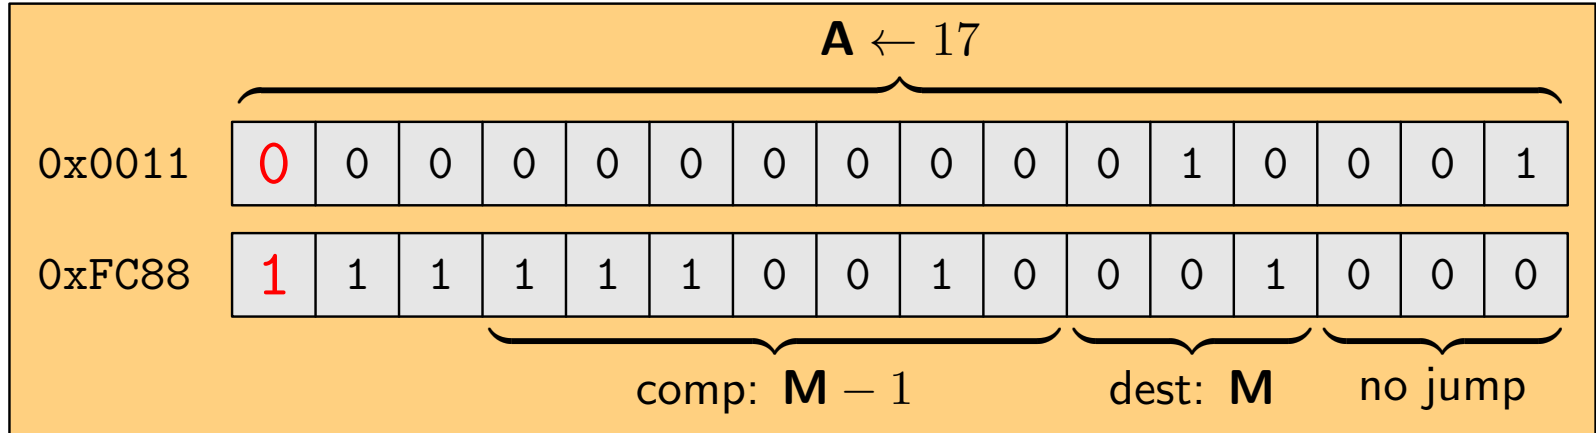 A ← 17
0x0011 0 0 0 0 0 0 0 0 0 0 0 1 0 0 0 1
0xFC88 1 1 1 1 1 1 0 0 1 0 0 0 1 0 0 0
comp: M − 1 dest: M no jump